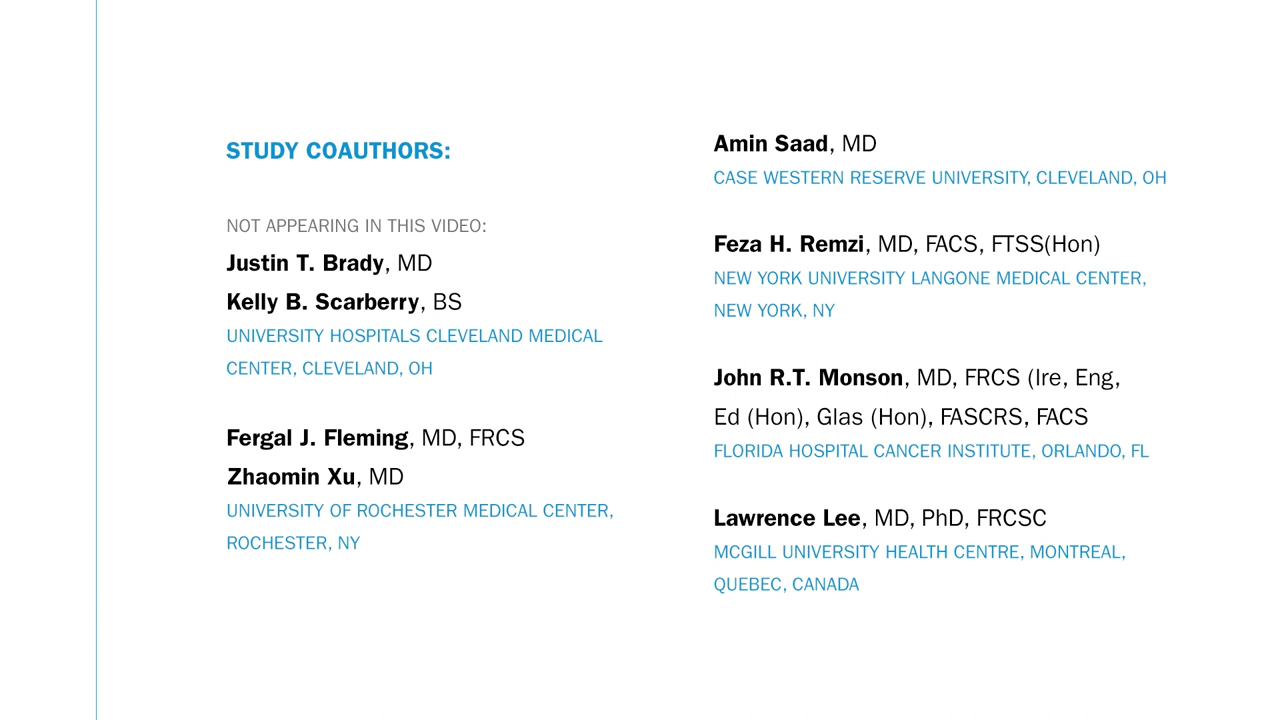 STUDY COAUTHORS:
NOT APPEARING IN THIS VIDEO:
Justin T. Brady, MD
Kelly B. Scarberry, BS
UNIVERSITY HOSPITALS CLEVELAND MEDICAL
CENTER, CLEVELAND, OH
Fergal J. Fleming, MD, FRCS
Zhaomin Xu, MD
UNIVERSITY OF ROCHESTER MEDICAL CENTER,
ROCHESTER, NY
Amin Saad, MD
CASE WESTERN RESERVE UNIVERSITY, CLEVELAND, OH
Feza H. Remzi, MD, FACS, FTSS(Hon)
NEW YORK UNIVERSITY LANGONE MEDICAL CENTER,
NEW YORK, NY
John R.T. Monson, MD, FRCS (Ire, Eng,
Ed (Hon), Glas (Hon), FASCRS, FACS
FLORIDA HOSPITAL CANCER INSTITUTE, ORLANDO, FL
Lawrence Lee, MD, PhD, FRCSC
MCGILL UNIVERSITY HEALTH CENTRE, MONTREAL,
QUEBEC, CANADA